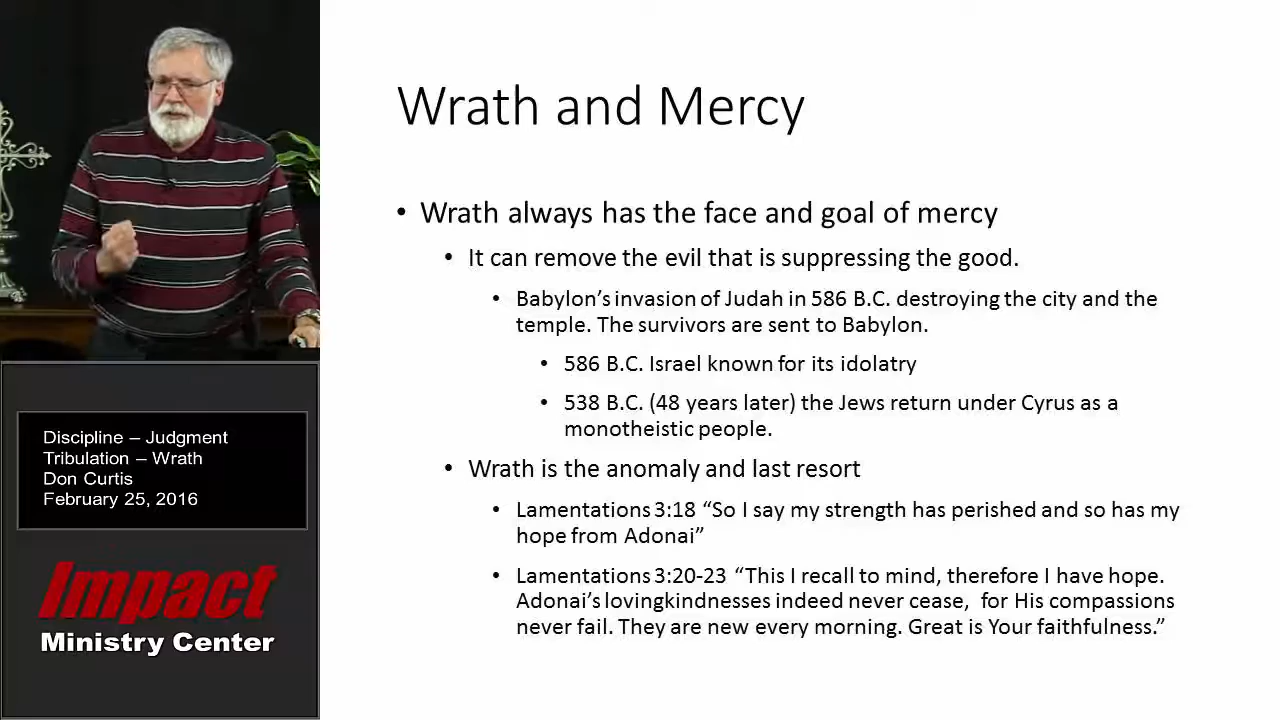 Wrath and Mercy
• Wrath always has the face and goal of mercy
• It can remove the evil that is suppressing the good.
• Babylon’s invasion of Judah in 586 B.C. destroying the city and the
temple. The survivors are sent to Babylon.
• 586 B.C. Israel known for its idolatry
• 538 B.C. (48 years later) the Jews return under Cyrus as a
monotheistic people.
• Wrath is the anomaly and last resort
• Lamentations 3:18 “So I say my strength has perished and so has my
hope from Adonai”
• Lamentations 3:20-23 “This I recall to mind, therefore I have hope.
Adonai’s lovingkindnesses indeed never cease, for His compassions
never fail. They are new every morning. Great is Your faithfulness.”
Discipline – Judgment
Tribulation – Wrath
Don Curtis
February 25, 2016
Impact
Ministry Center